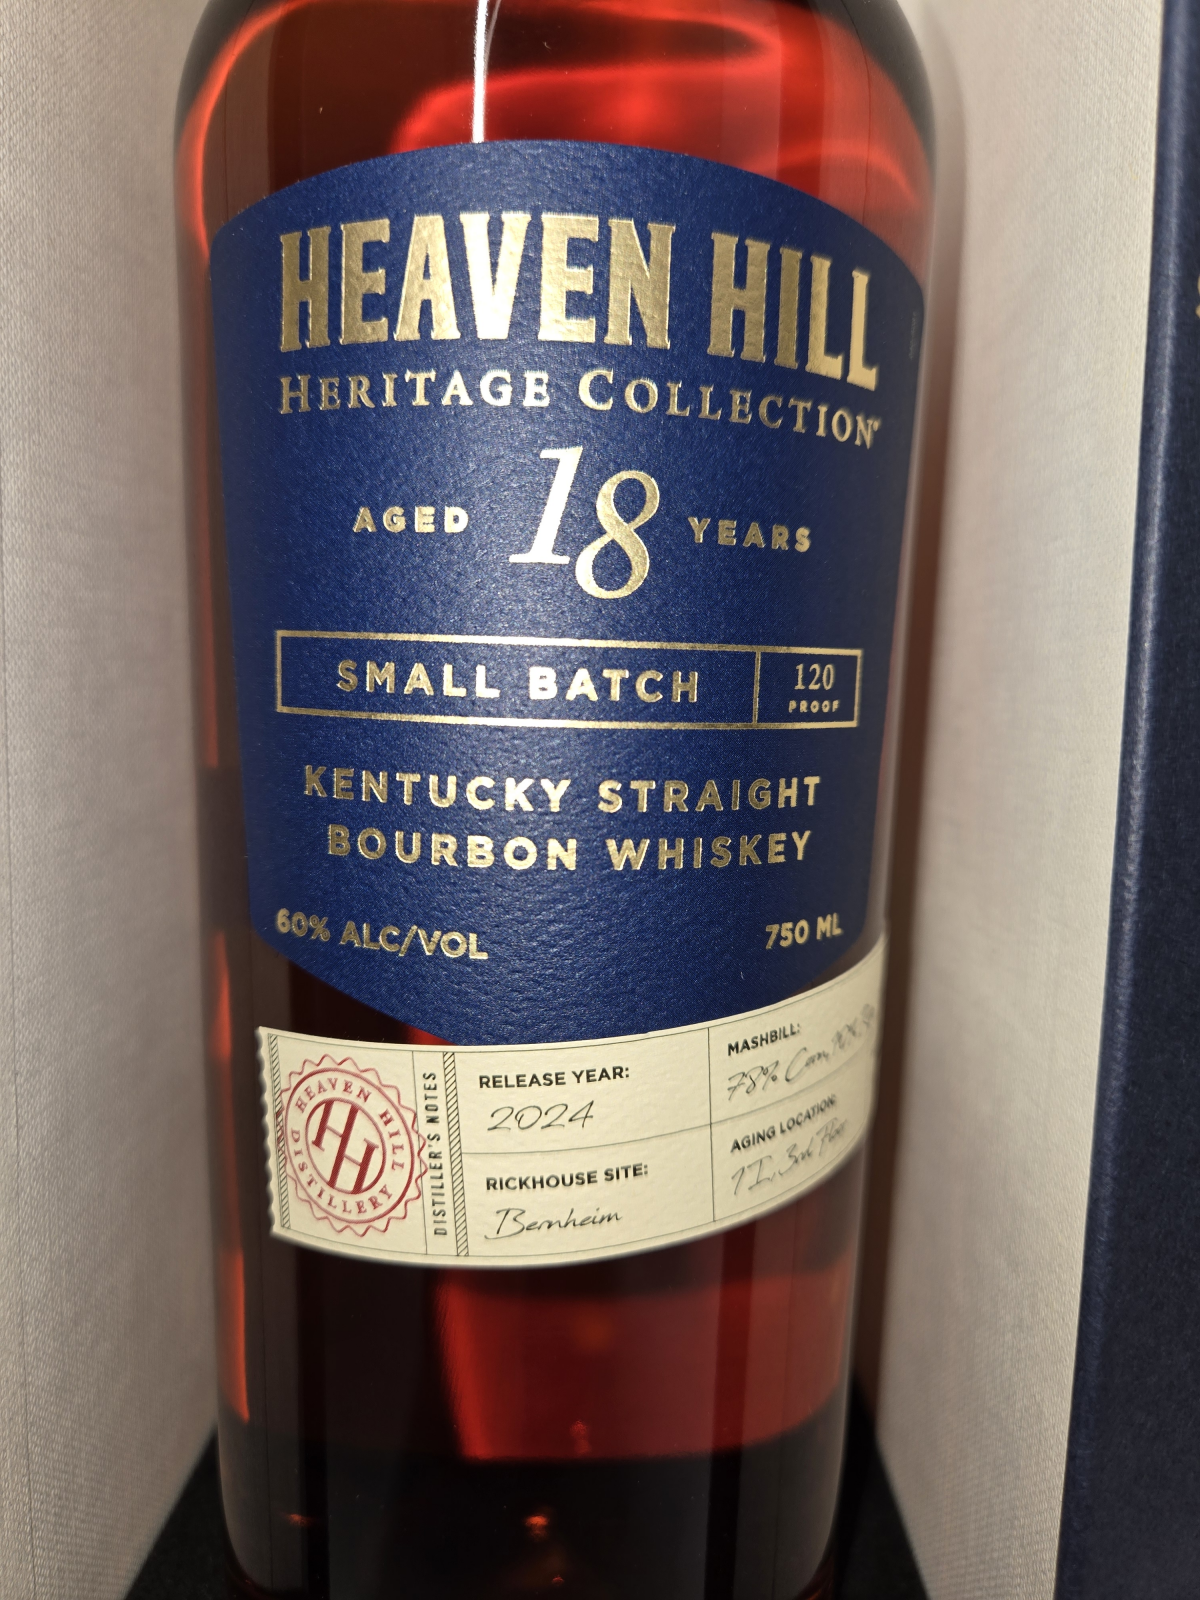 HEAVEN HILL
HERITAGE COLLECTION®
AGED 18 YEARS
SMALL BATCH
120
PROOF
KENTUCKY STRAIGHT
BOURBON WHISKEY
60% ALC/VOL
750 ML
HEAVEN HILL
HH
DISTILLERY
DISTILLER'S NOTES
RELEASE YEAR:
2024
RICKHOUSE SITE:
Bernheim
MASHBILL:
78% Corn,
AGING LOCATION:
1I, 3rd Floor